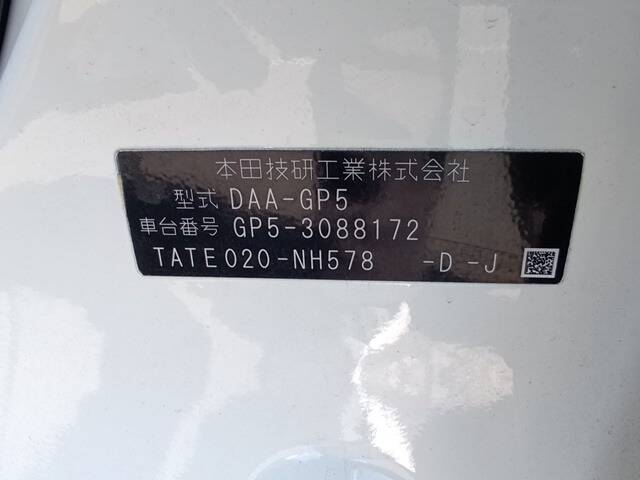 本田技研工業株式会社
型式 DAA-GP5
車台番号 GP5-3088172
TATE020-NH578 -D -J